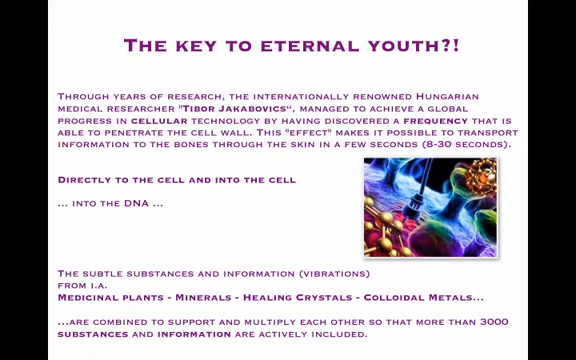 The key to eternal youth?!
Through years of research, the internationally renowned Hungarian
medical researcher "Tibor Jakabovics“, managed to achieve a global
progress in cellular technology by having discovered a frequency that is
able to penetrate the cell wall. This "effect" makes it possible to transport
information to the bones through the skin in a few seconds (8-30 seconds).
Directly to the cell and into the cell
... into the DNA ...
The subtle substances and information (vibrations)
from i.a.
Medicinal plants - Minerals - Healing Crystals - Colloidal Metals...
...are combined to support and multiply each other so that more than 3000
substances and information are actively included.